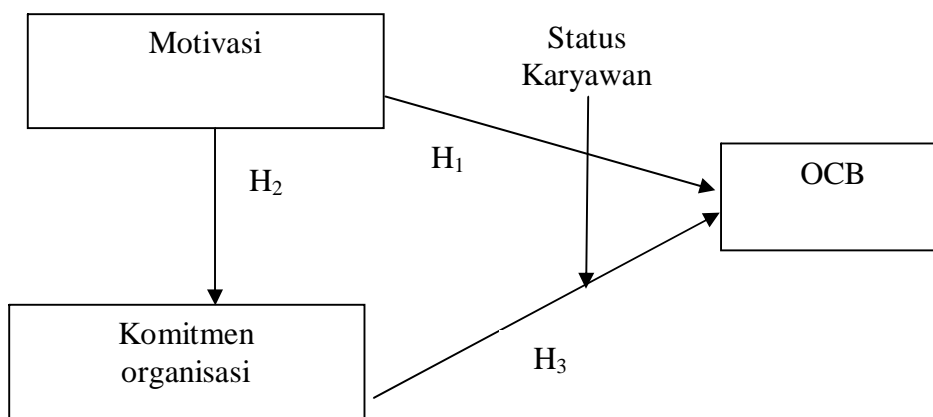 Motivasi
Status
Karyawan
H₁
OCB
H₂
Komitmen
organisasi
H₃